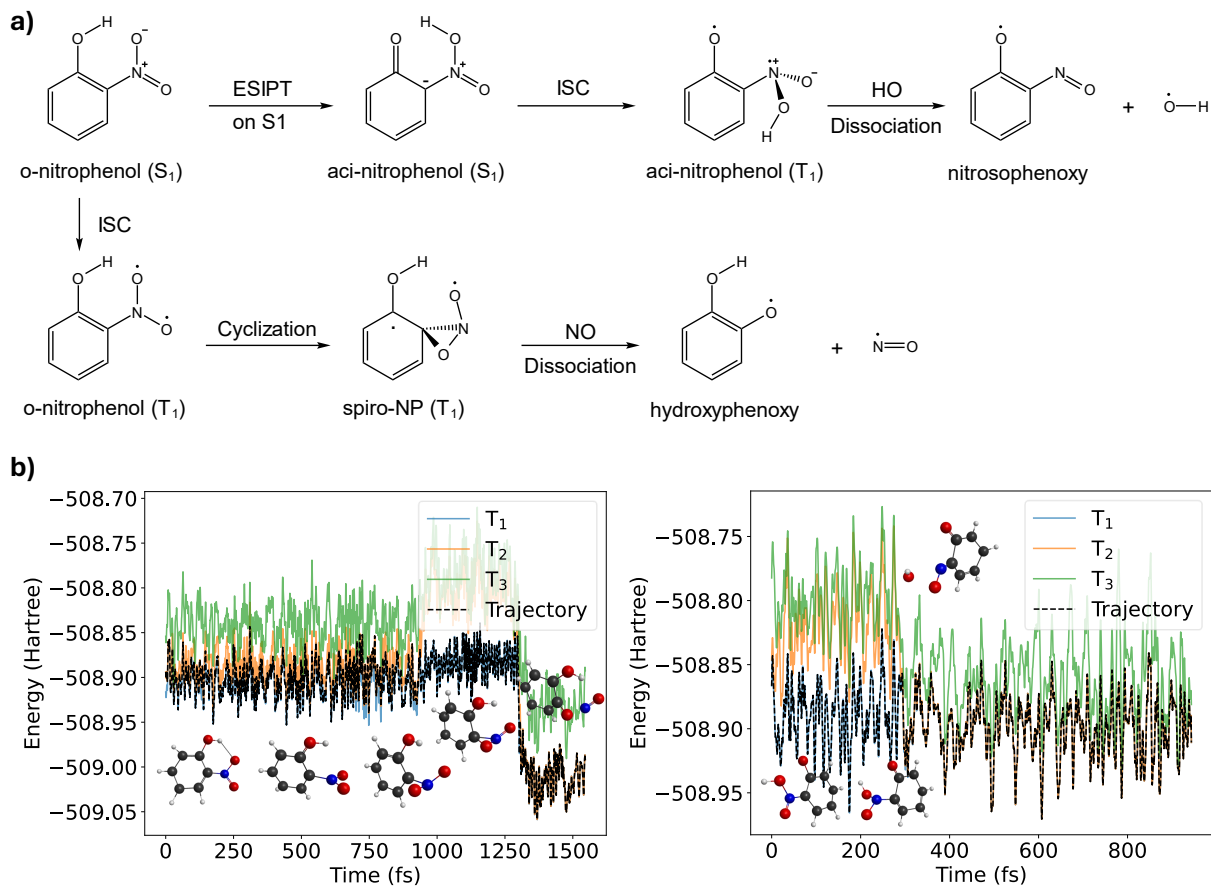 a)
H
O
O⁻
N⁺
O
o-nitrophenol (S₁)
ESIPT
on S1
O
H
O
-
N⁺
O
aci-nitrophenol (S₁)
ISC
Ȯ
N̈⁺
O⁻
O
H
aci-nitrophenol (T₁)
HO
Dissociation
Ȯ
N
O
nitrosophenoxy
+
Ȯ
H
ISC
H
O
Ȯ
N
Ȯ
o-nitrophenol (T₁)
Cyclization
H
O
Ȯ
N
O
spiro-NP (T₁)
NO
Dissociation
H
O
Ȯ
hydroxyphenoxy
+
Ṅ
O
b)
Energy (Hartree)
−508.70
−508.75
−508.80
−508.85
−508.90
−508.95
−509.00
−509.05
T₁
T₂
T₃
Trajectory
0 250 500 750 1000 1250 1500
Time (fs)
Energy (Hartree)
−508.75
−508.80
−508.85
−508.90
−508.95
T₁
T₂
T₃
Trajectory
0 200 400 600 800
Time (fs)